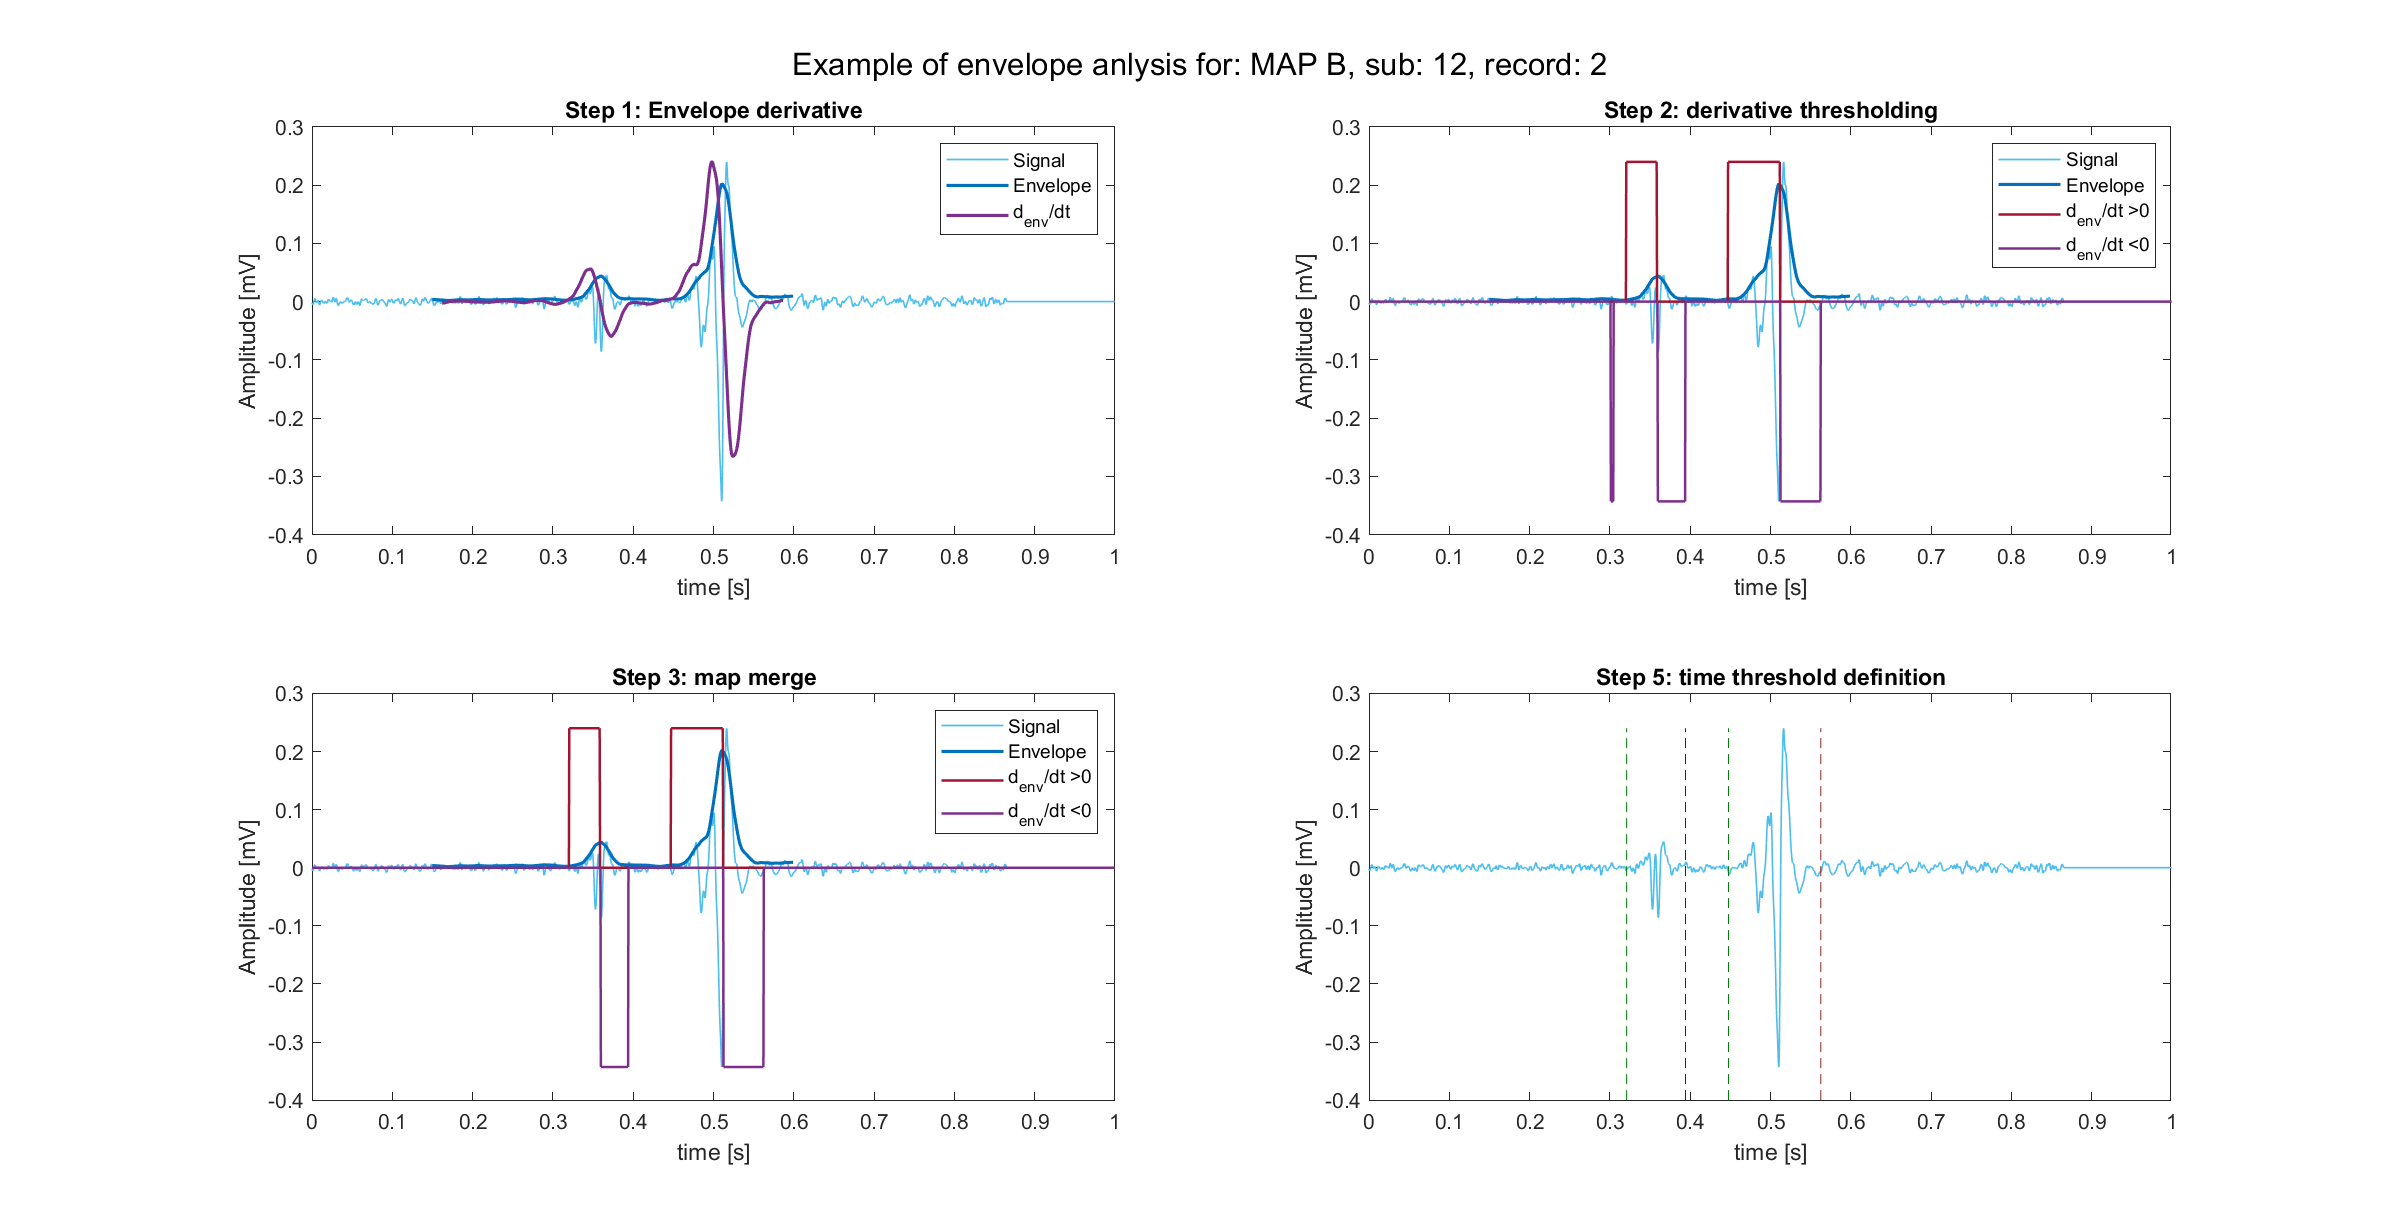 Example of envelope anlysis for: MAP B, sub: 12, record: 2
Step 1: Envelope derivative
0.3
0.2
0.1
0
-0.1
-0.2
-0.3
-0.4
Amplitude [mV]
0 0.1 0.2 0.3 0.4 0.5 0.6 0.7 0.8 0.9 1
time [s]
Signal
Envelope
d_env/dt
Step 2: derivative thresholding
0.3
0.2
0.1
0
-0.1
-0.2
-0.3
-0.4
Amplitude [mV]
0 0.1 0.2 0.3 0.4 0.5 0.6 0.7 0.8 0.9 1
time [s]
Signal
Envelope
d_env/dt >0
d_env/dt <0
Step 3: map merge
0.3
0.2
0.1
0
-0.1
-0.2
-0.3
-0.4
Amplitude [mV]
0 0.1 0.2 0.3 0.4 0.5 0.6 0.7 0.8 0.9 1
time [s]
Signal
Envelope
d_env/dt >0
d_env/dt <0
Step 5: time threshold definition
0.3
0.2
0.1
0
-0.1
-0.2
-0.3
-0.4
Amplitude [mV]
0 0.1 0.2 0.3 0.4 0.5 0.6 0.7 0.8 0.9 1
time [s]